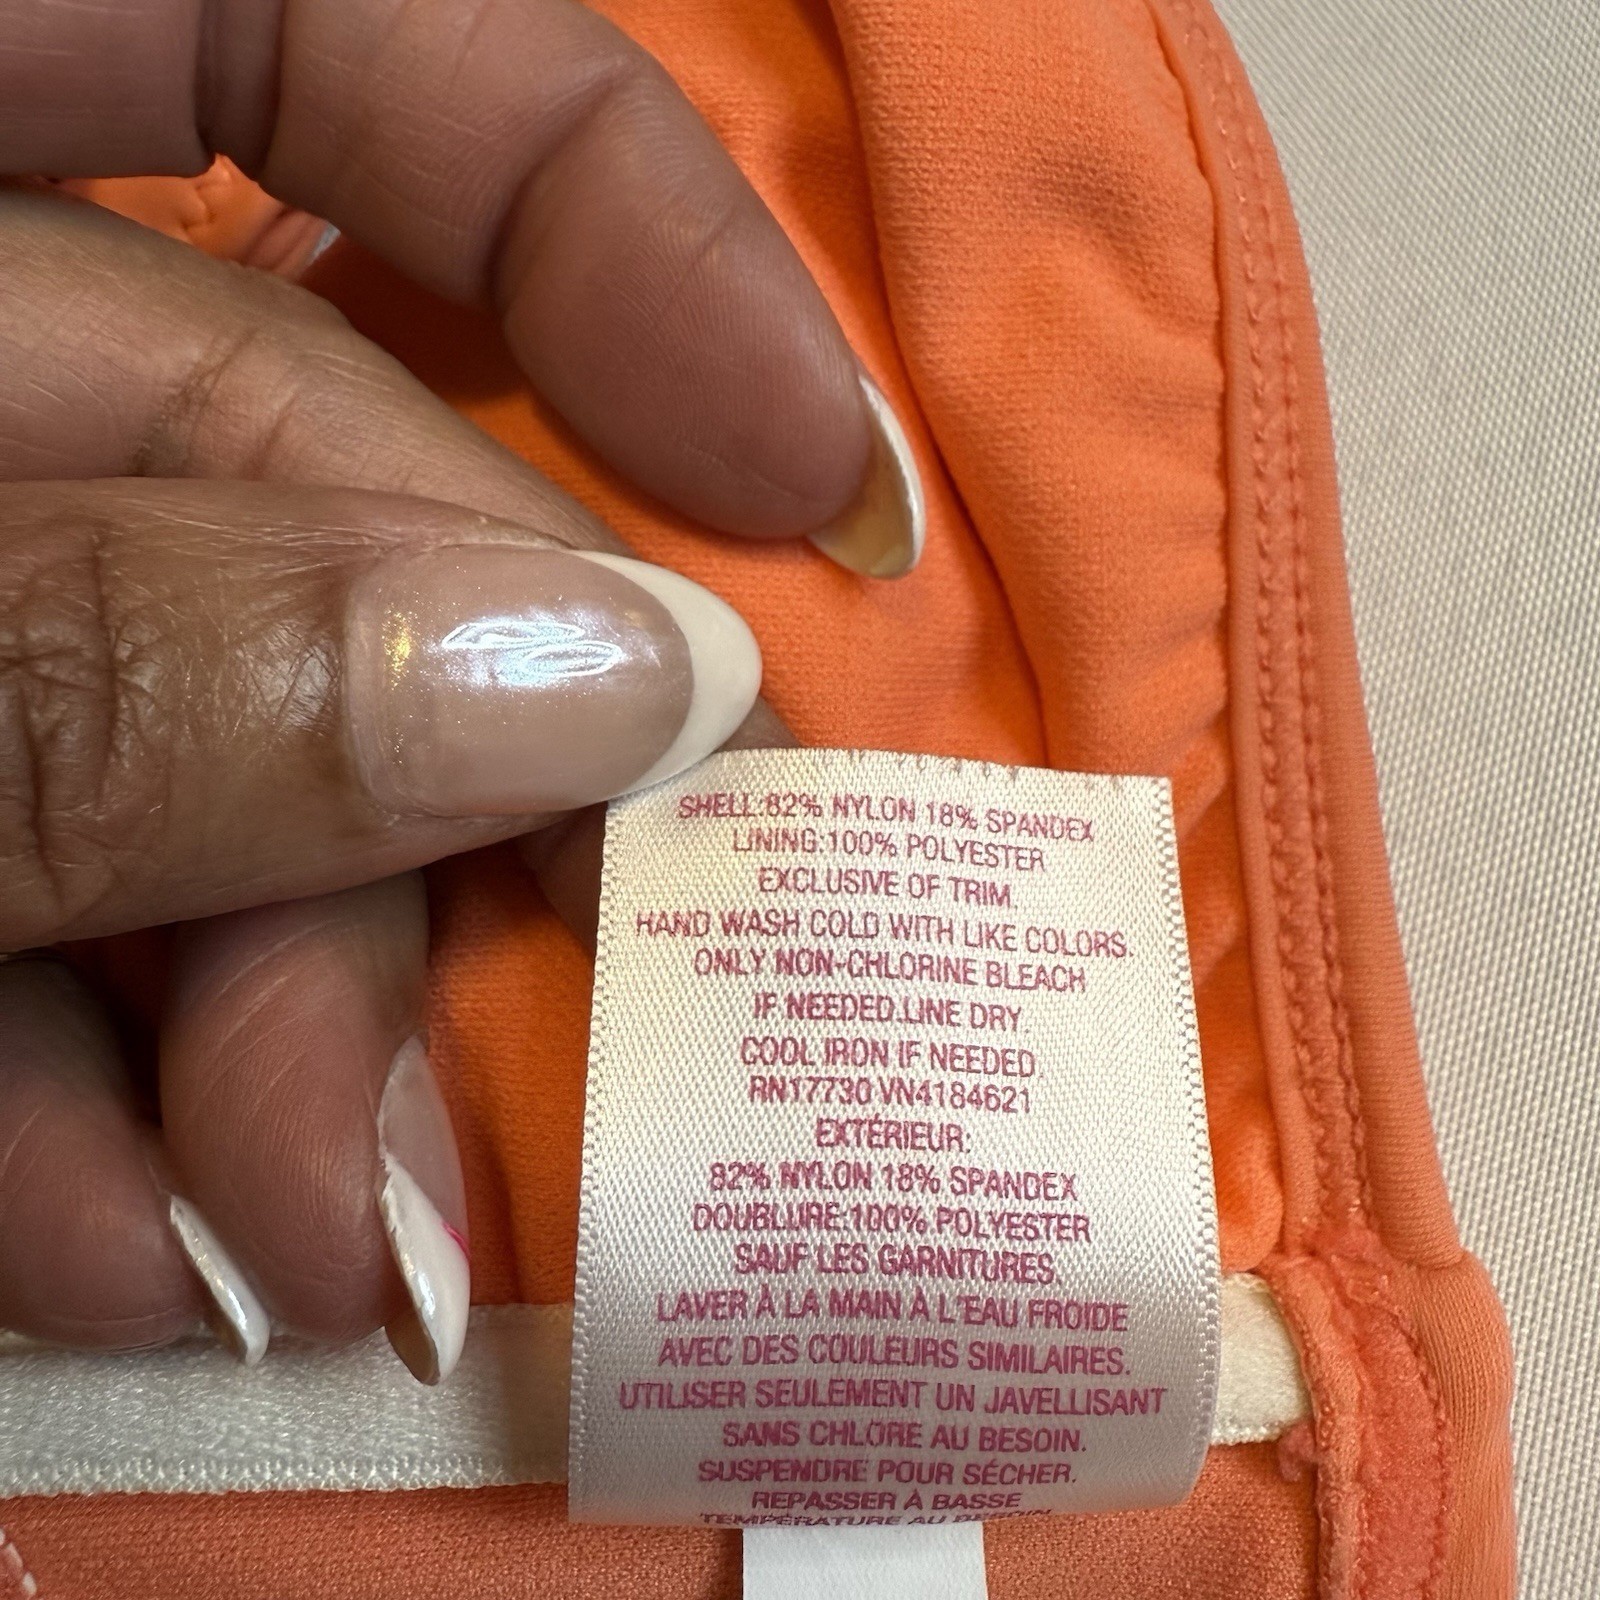 SHELL:82% NYLON 18% SPANDEX
LINING:100% POLYESTER
EXCLUSIVE OF TRIM.
HAND WASH COLD WITH LIKE COLORS.
ONLY NON-CHLORINE BLEACH
IF NEEDED.LINE DRY.
COOL IRON IF NEEDED.
RN17730 VN4184621
EXTÉRIEUR:
82% NYLON 18% SPANDEX
DOUBLURE:100% POLYESTER
SAUF LES GARNITURES.
LAVER À LA MAIN À L'EAU FROIDE
AVEC DES COULEURS SIMILAIRES.
UTILISER SEULEMENT UN JAVELLISANT
SANS CHLORE AU BESOIN.
SUSPENDRE POUR SÉCHER.
REPASSER À BASSE
TEMPÉRATURE AU BESOIN.